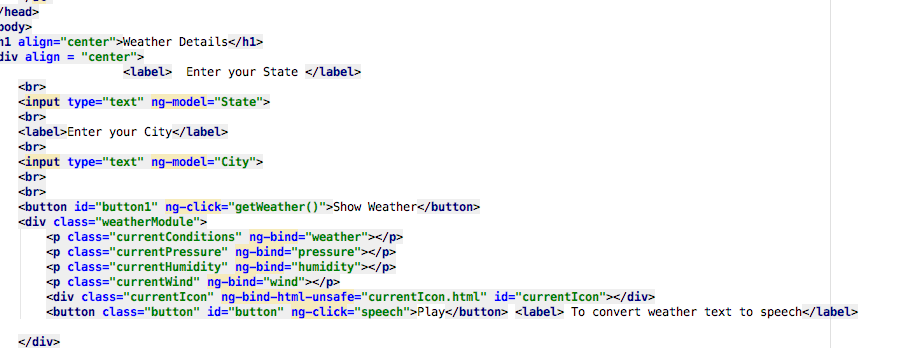 /head>
body>
h1 align="center">Weather Details</h1>
div align = "center">
<label>  Enter your State </label>
<br>
<input type="text" ng-model="State">
<br>
<label>Enter your City</label>
<br>
<input type="text" ng-model="City">
<br>
<br>
<button id="button1" ng-click="getWeather()">Show Weather</button>
<div class="weatherModule">
<p class="currentConditions" ng-bind="weather"></p>
<p class="currentPressure" ng-bind="pressure"></p>
<p class="currentHumidity" ng-bind="humidity"></p>
<p class="currentWind" ng-bind="wind"></p>
<div class="currentIcon" ng-bind-html-unsafe="currentIcon.html" id="currentIcon"></div>
<button class="button" id="button" ng-click="speech">Play</button> <label> To convert weather text to speech</label>
</div>